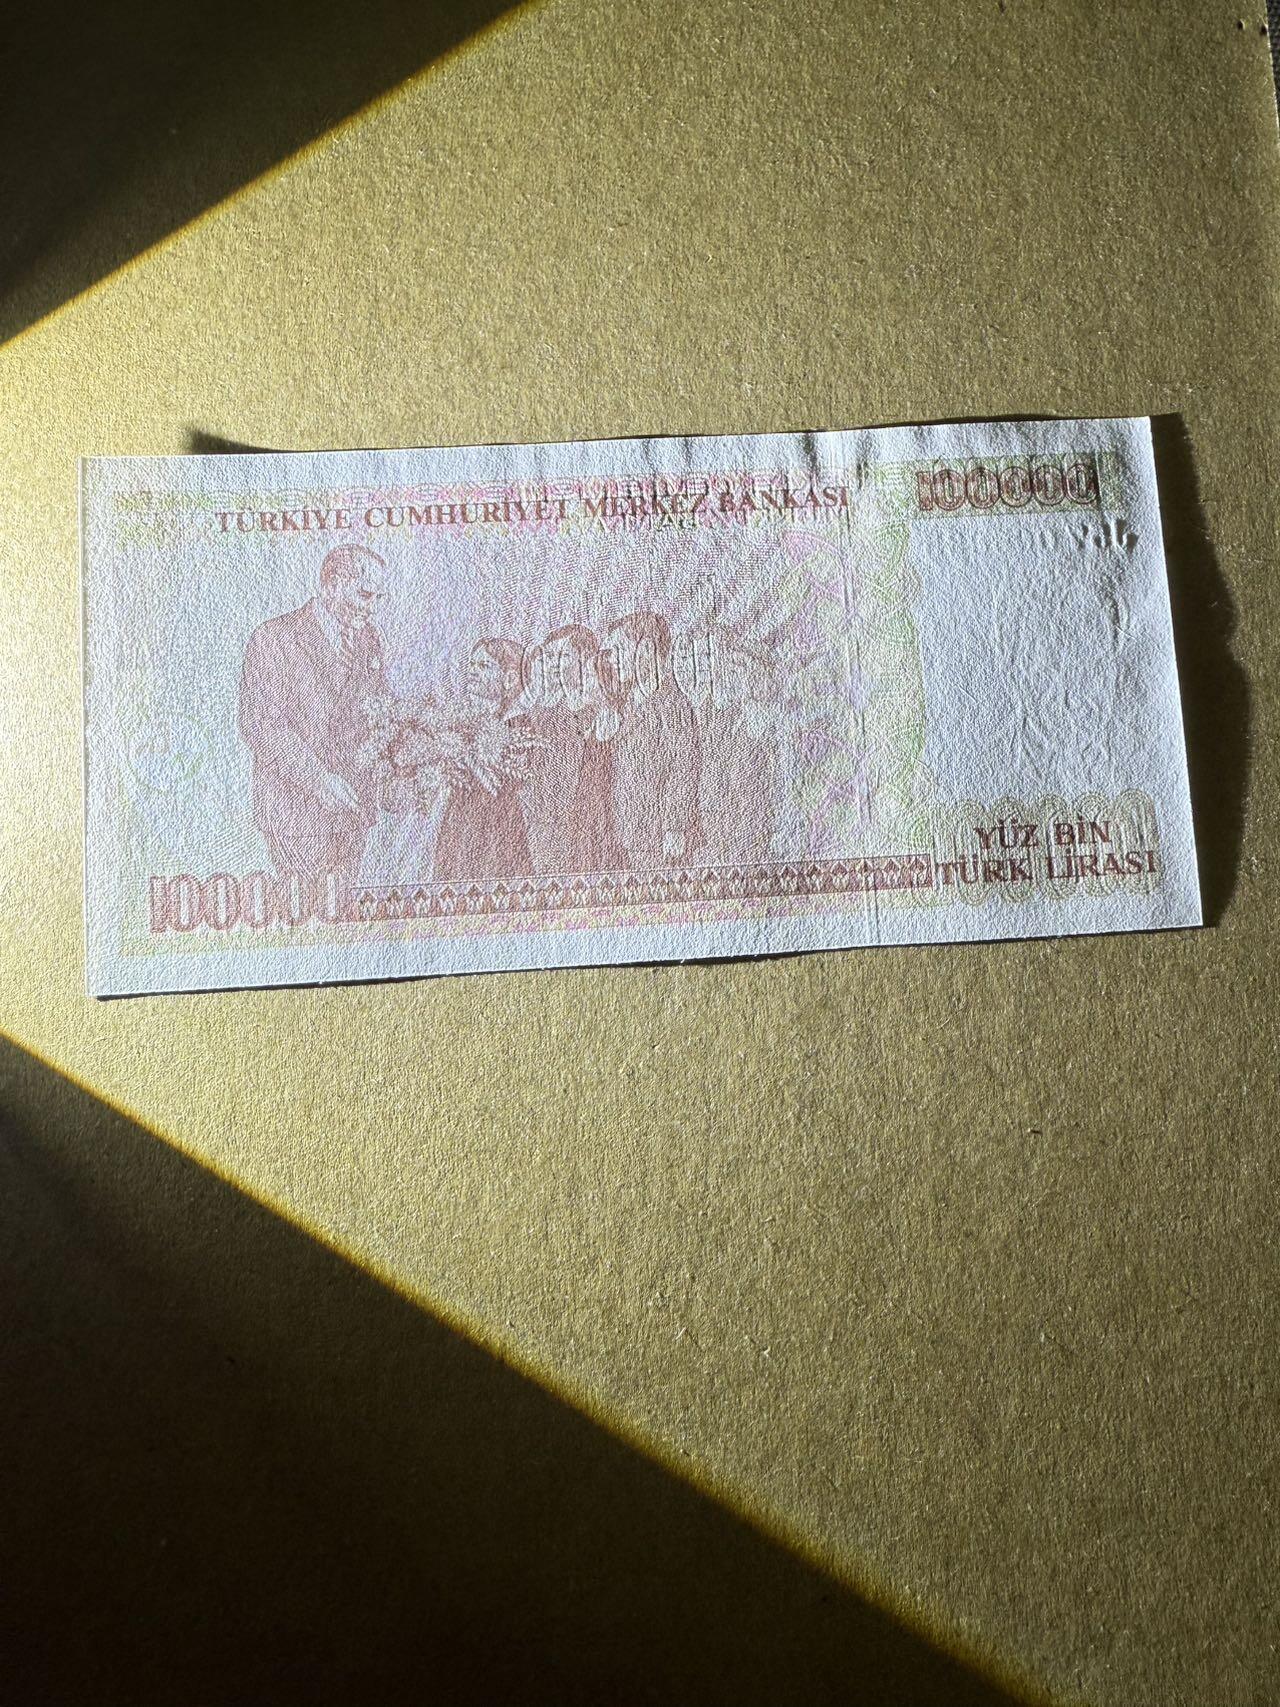 TÜRKİYE CUMHURİYET MERKEZ BANKASI
100000
YÜZ BİN
TÜRK LİRASI
100000